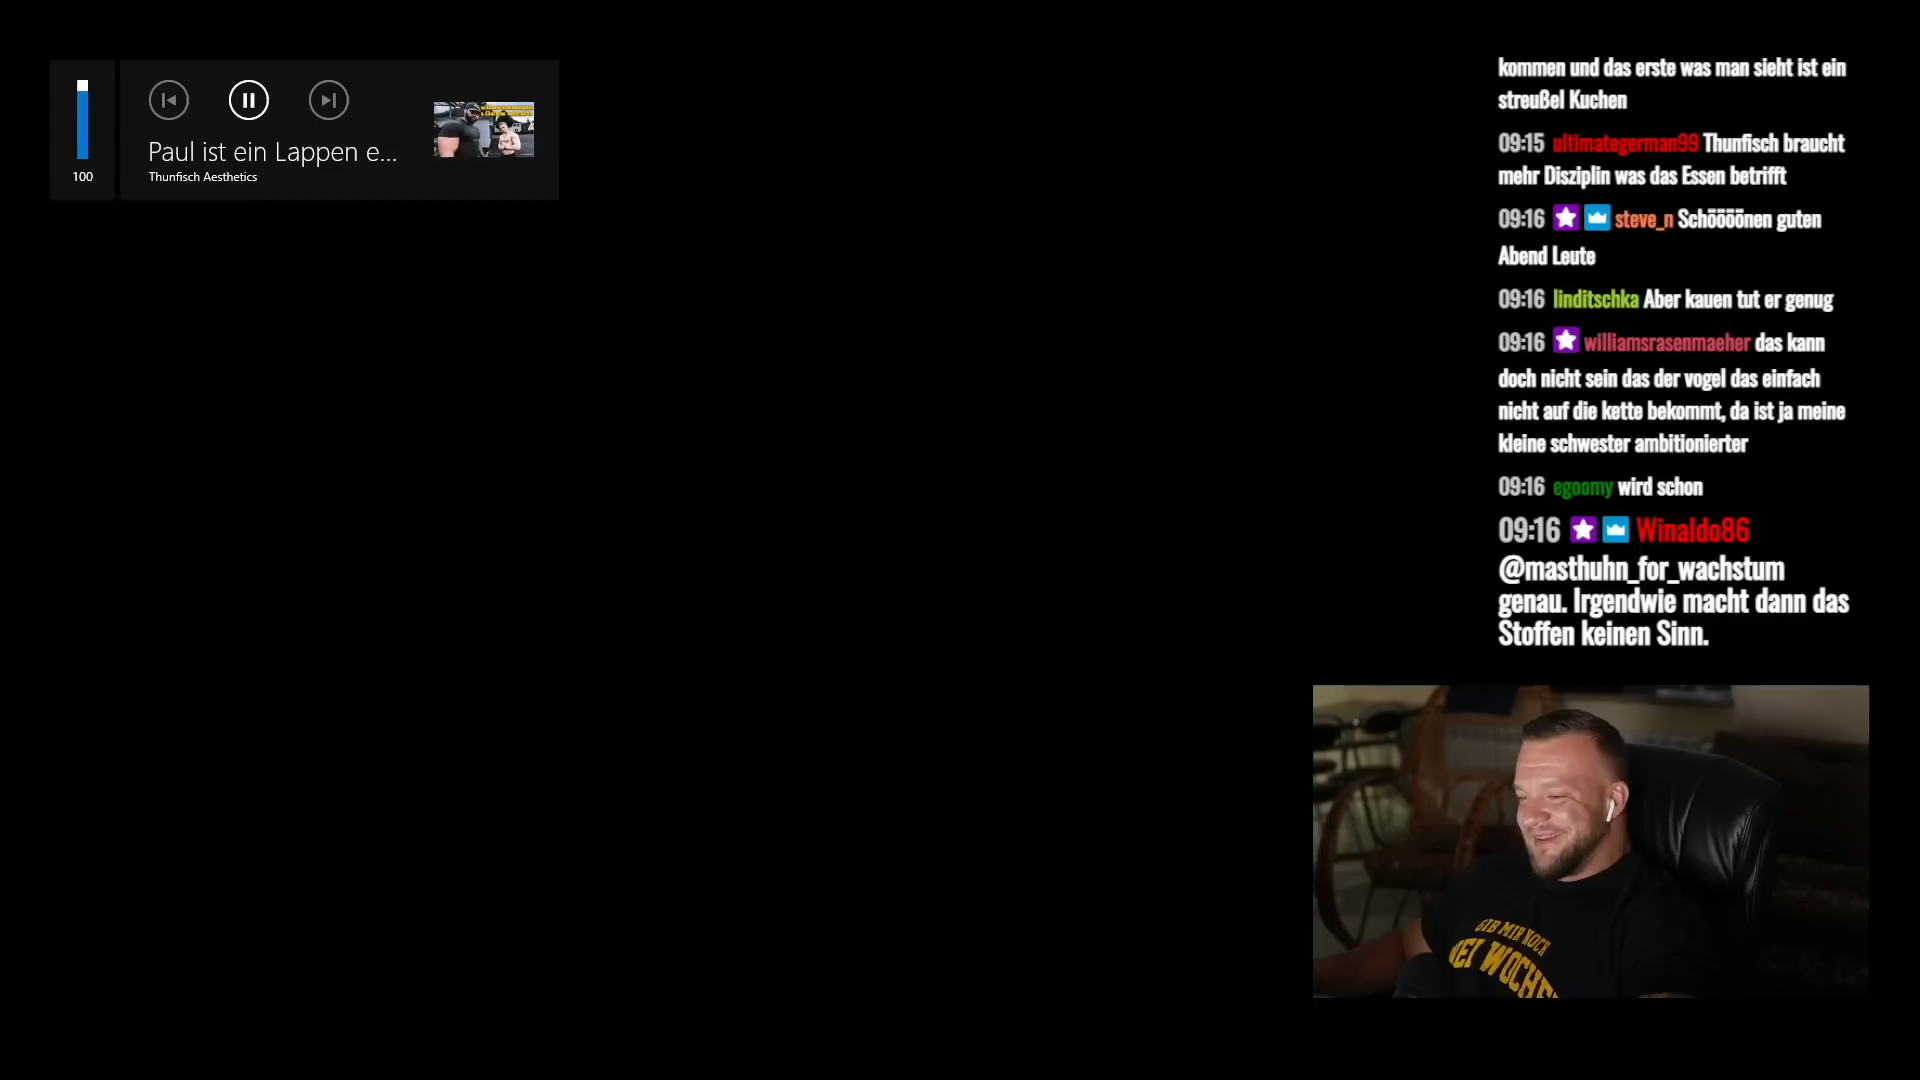 100
Paul ist ein Lappen e...
Thunfisch Aesthetics
kommen und das erste was man sieht ist ein
streußel Kuchen
09:15 ultimategerman99 Thunfisch braucht
mehr Disziplin was das Essen betrifft
09:16 steve_n Schööööönen guten
Abend Leute
09:16 linditschka Aber kauen tut er genug
09:16 williamsrasenmaeher das kann
doch nicht sein das der vogel das einfach
nicht auf die kette bekommt, da ist ja meine
kleine schwester ambitionierter
09:16 egoomy wird schon
09:16 Winaldo86
@masthuhn_for_wachstum
genau. Irgendwie macht dann das
Stoffen keinen Sinn.
GIB MIR NOCH
WOCHE